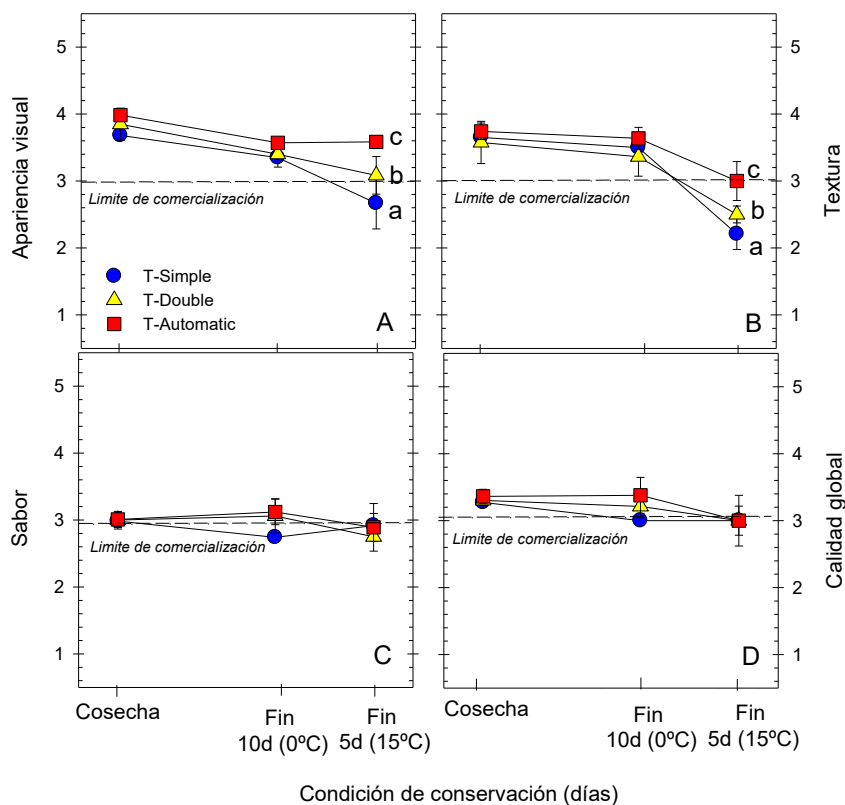 5
4
3
2
1
Apariencia visual
Limite de comercialización
T-Simple
T-Double
T-Automatic
c
b
a
A
5
4
3
2
1
Textura
Limite de comercialización
c
b
a
B
5
4
3
2
1
Sabor
Limite de comercialización
C
5
4
3
2
1
Calidad global
Limite de comercialización
D
Cosecha
Fin
10d (0ºC)
Fin
5d (15ºC)
Cosecha
Fin
10d (0ºC)
Fin
5d (15ºC)
Condición de conservación (días)